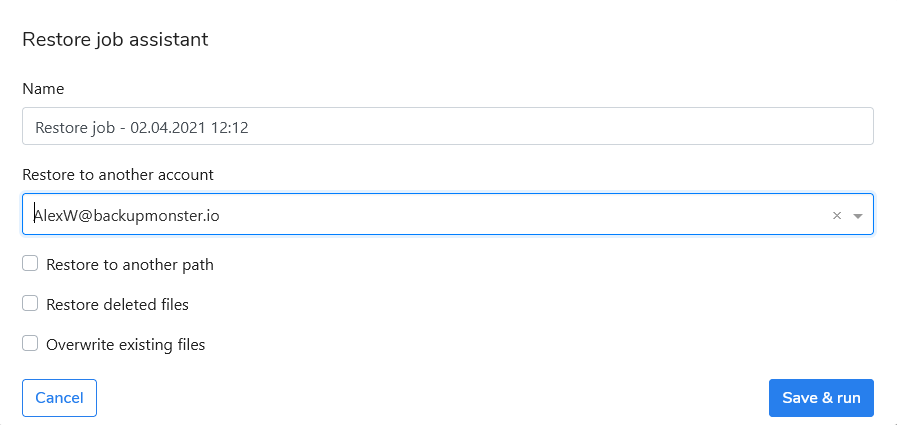 Restore job assistant
Name
Restore job - 02.04.2021 12:12
Restore to another account
AlexW@backupmonster.io
Restore to another path
Restore deleted files
Overwrite existing files
Cancel Save & run